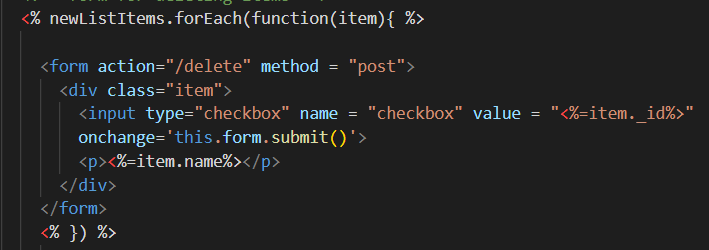 <% newListItems.forEach(function(item){ %>
<form action="/delete" method = "post">
<div class="item">
<input type="checkbox" name = "checkbox" value = "<%=item._id%>"
onchange='this.form.submit()'>
<p><%=item.name%></p>
</div>
</form>
<% }) %>